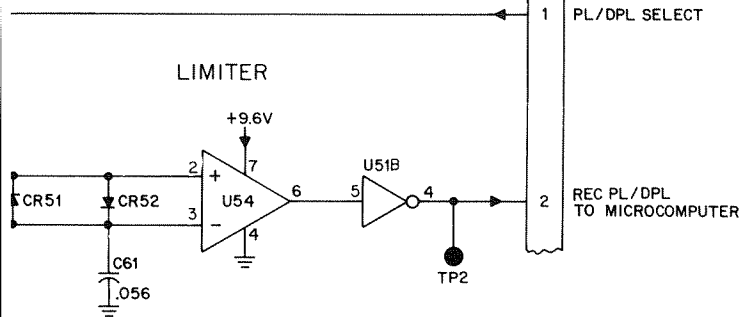 1 PL/DPL SELECT
LIMITER
+9.6V
7
2
+
U54
6
3
−
4
CR51
CR52
C61
.056
U51B
5
4
TP2
2
REC PL/DPL
TO MICROCOMPUTER